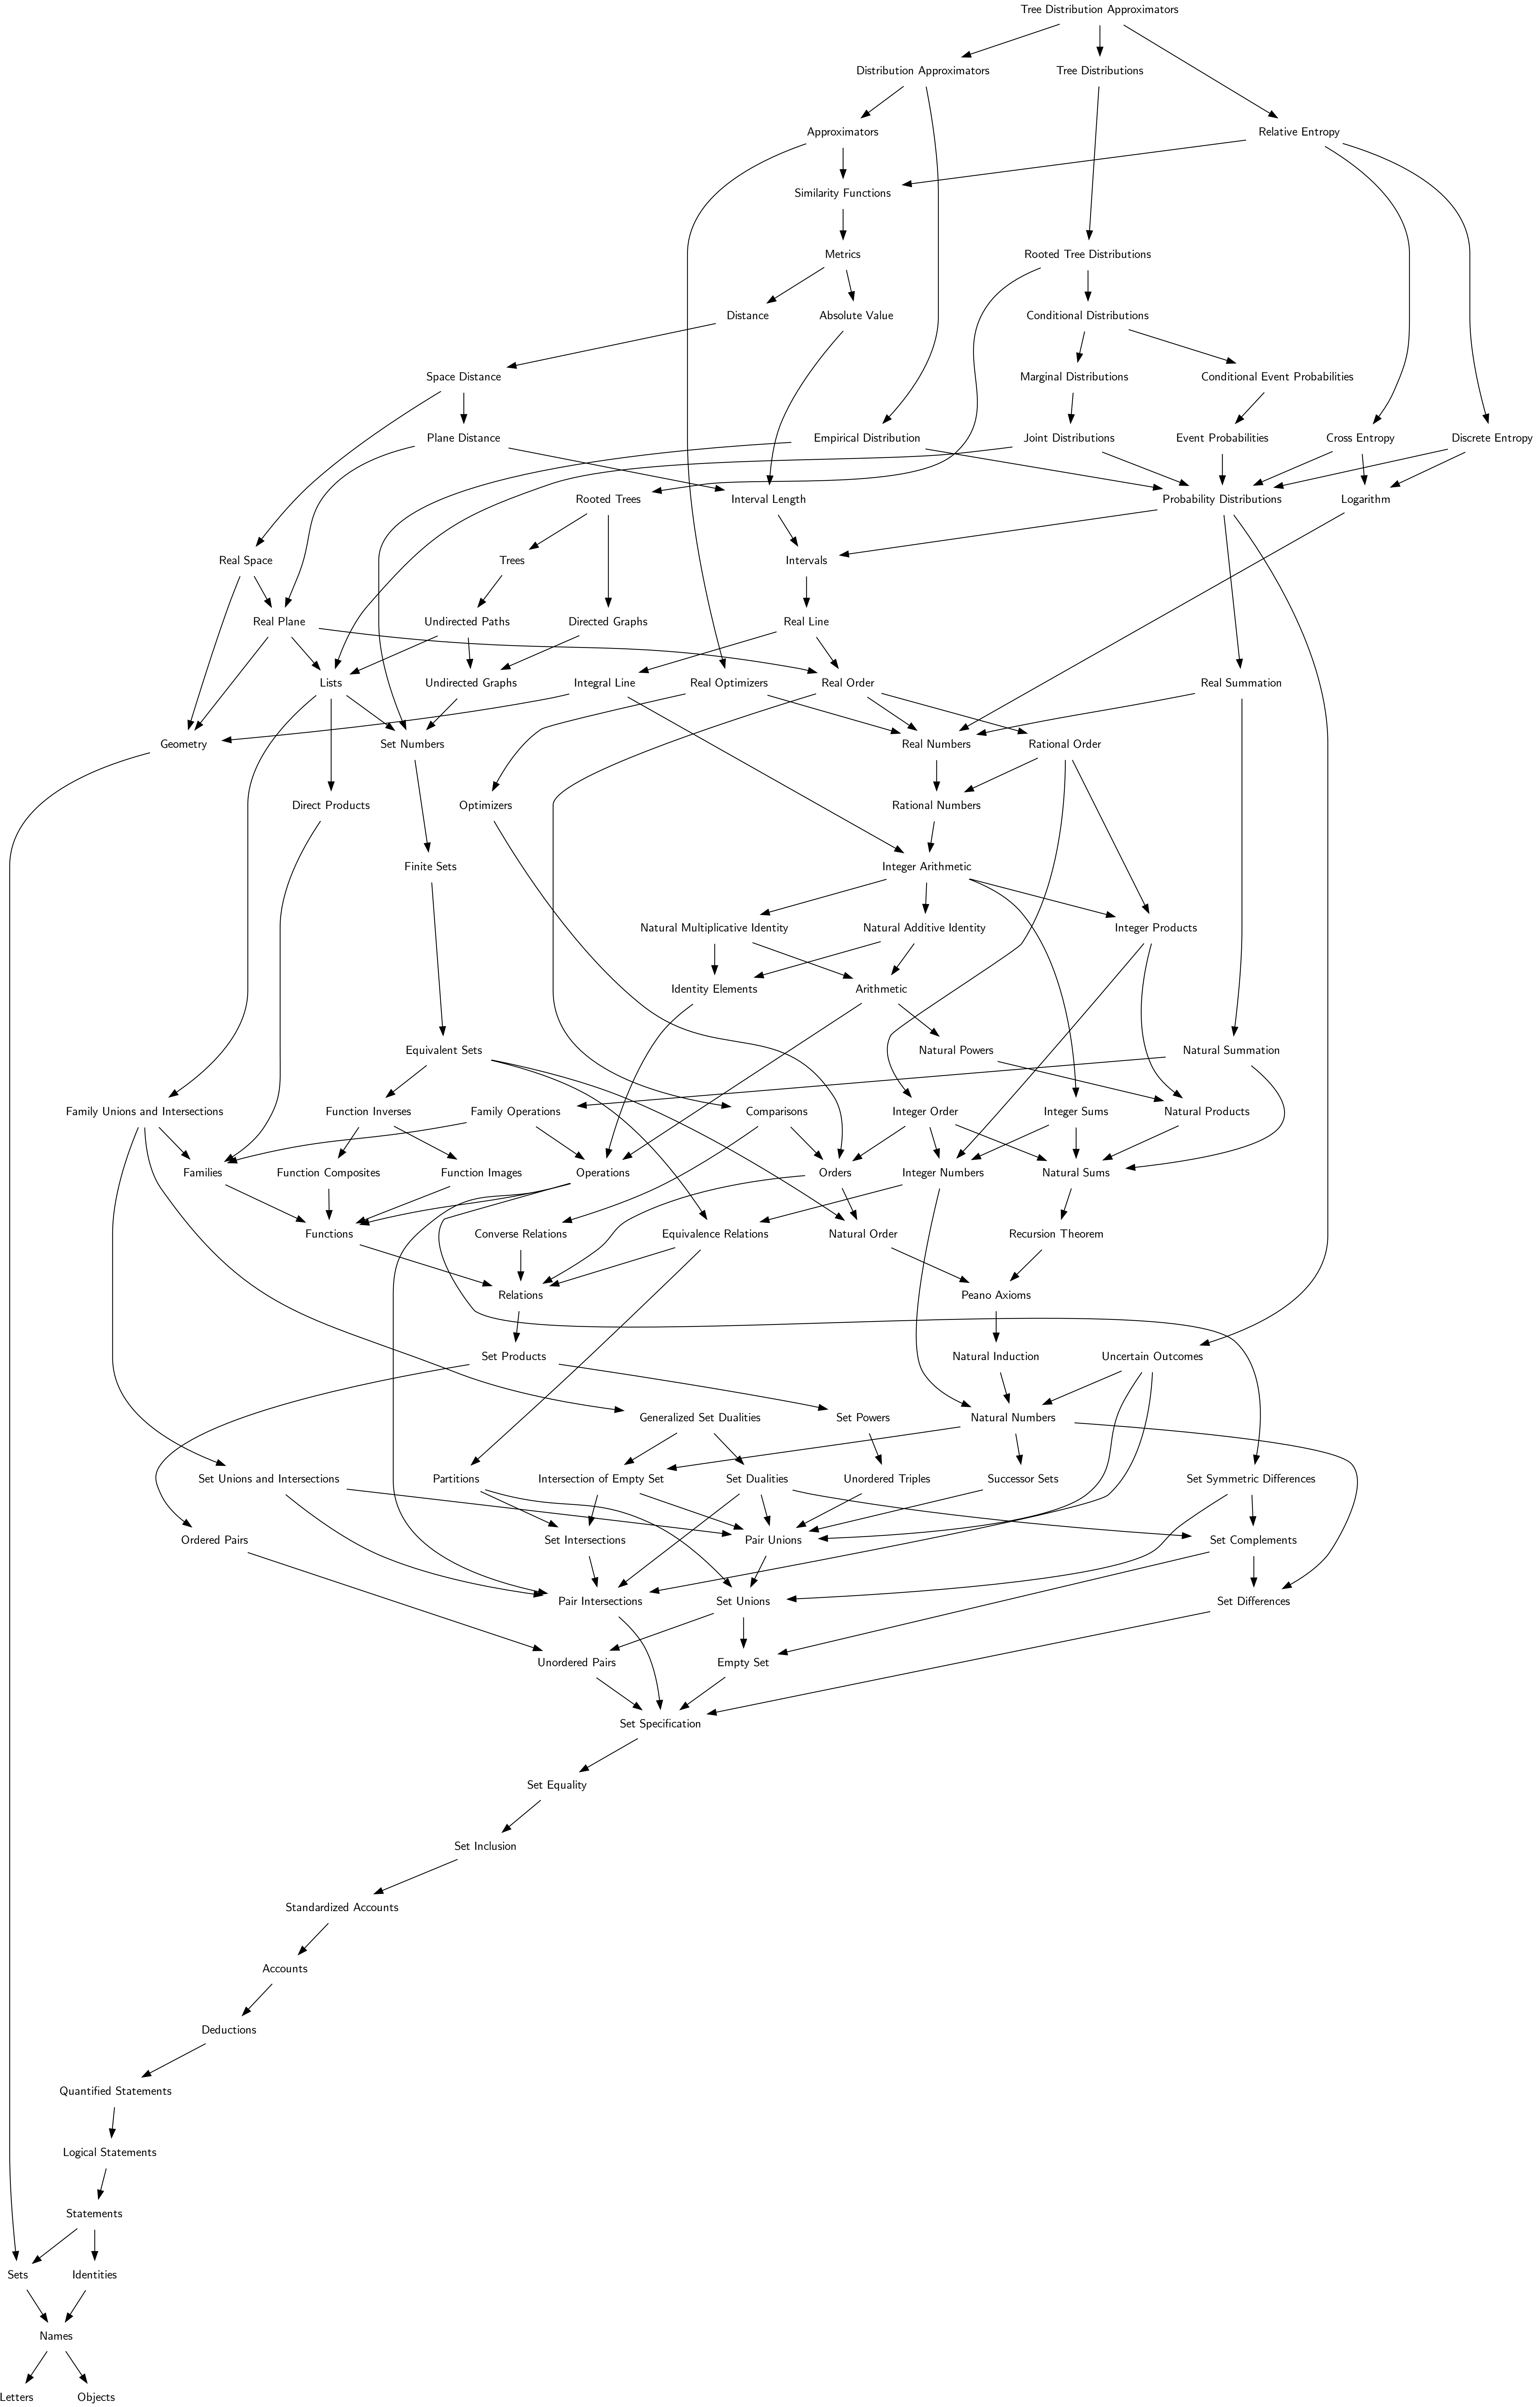 Tree Distribution Approximators
Distribution Approximators
Tree Distributions
Approximators
Relative Entropy
Similarity Functions
Metrics
Rooted Tree Distributions
Distance
Absolute Value
Conditional Distributions
Space Distance
Marginal Distributions
Conditional Event Probabilities
Plane Distance
Empirical Distribution
Joint Distributions
Event Probabilities
Cross Entropy
Discrete Entropy
Rooted Trees
Interval Length
Probability Distributions
Logarithm
Real Space
Trees
Intervals
Real Plane
Undirected Paths
Directed Graphs
Real Line
Lists
Undirected Graphs
Integral Line
Real Optimizers
Real Order
Real Summation
Geometry
Set Numbers
Real Numbers
Rational Order
Direct Products
Optimizers
Rational Numbers
Finite Sets
Integer Arithmetic
Natural Multiplicative Identity
Natural Additive Identity
Integer Products
Identity Elements
Arithmetic
Equivalent Sets
Natural Powers
Natural Summation
Family Unions and Intersections
Function Inverses
Family Operations
Comparisons
Integer Order
Integer Sums
Natural Products
Families
Function Composites
Function Images
Operations
Orders
Integer Numbers
Natural Sums
Functions
Converse Relations
Equivalence Relations
Natural Order
Recursion Theorem
Relations
Peano Axioms
Set Products
Natural Induction
Uncertain Outcomes
Generalized Set Dualities
Set Powers
Natural Numbers
Set Unions and Intersections
Partitions
Intersection of Empty Set
Set Dualities
Unordered Triples
Successor Sets
Set Symmetric Differences
Ordered Pairs
Set Intersections
Pair Unions
Set Complements
Pair Intersections
Set Unions
Set Differences
Unordered Pairs
Empty Set
Set Specification
Set Equality
Set Inclusion
Standardized Accounts
Accounts
Deductions
Quantified Statements
Logical Statements
Statements
Sets
Identities
Names
Letters
Objects